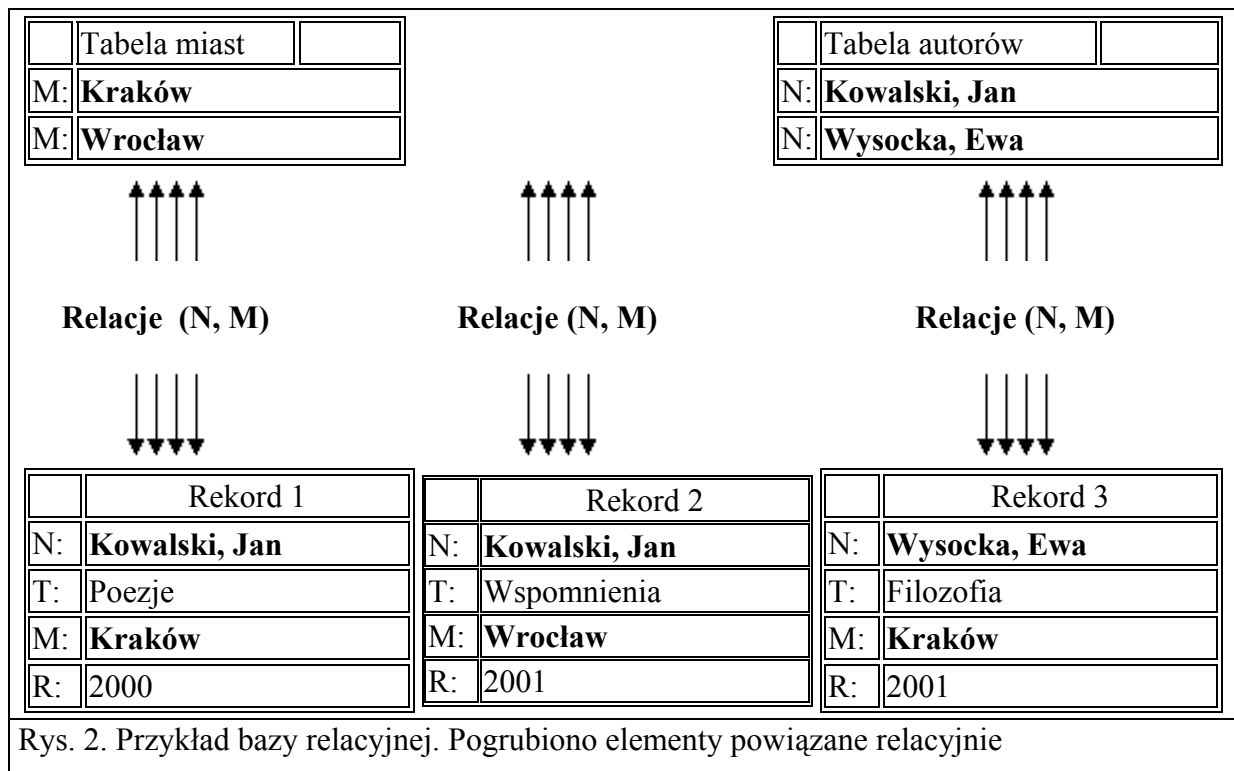 Tabela miast
M: Kraków
M: Wrocław
Tabela autorów
N: Kowalski, Jan
N: Wysocka, Ewa
Relacje (N, M)
Relacje (N, M)
Relacje (N, M)
Rekord 1
N: Kowalski, Jan
T: Poezje
M: Kraków
R: 2000
Rekord 2
N: Kowalski, Jan
T: Wspomnienia
M: Wrocław
R: 2001
Rekord 3
N: Wysocka, Ewa
T: Filozofia
M: Kraków
R: 2001
Rys. 2. Przykład bazy relacyjnej. Pogrubiono elementy powiązane relacyjnie